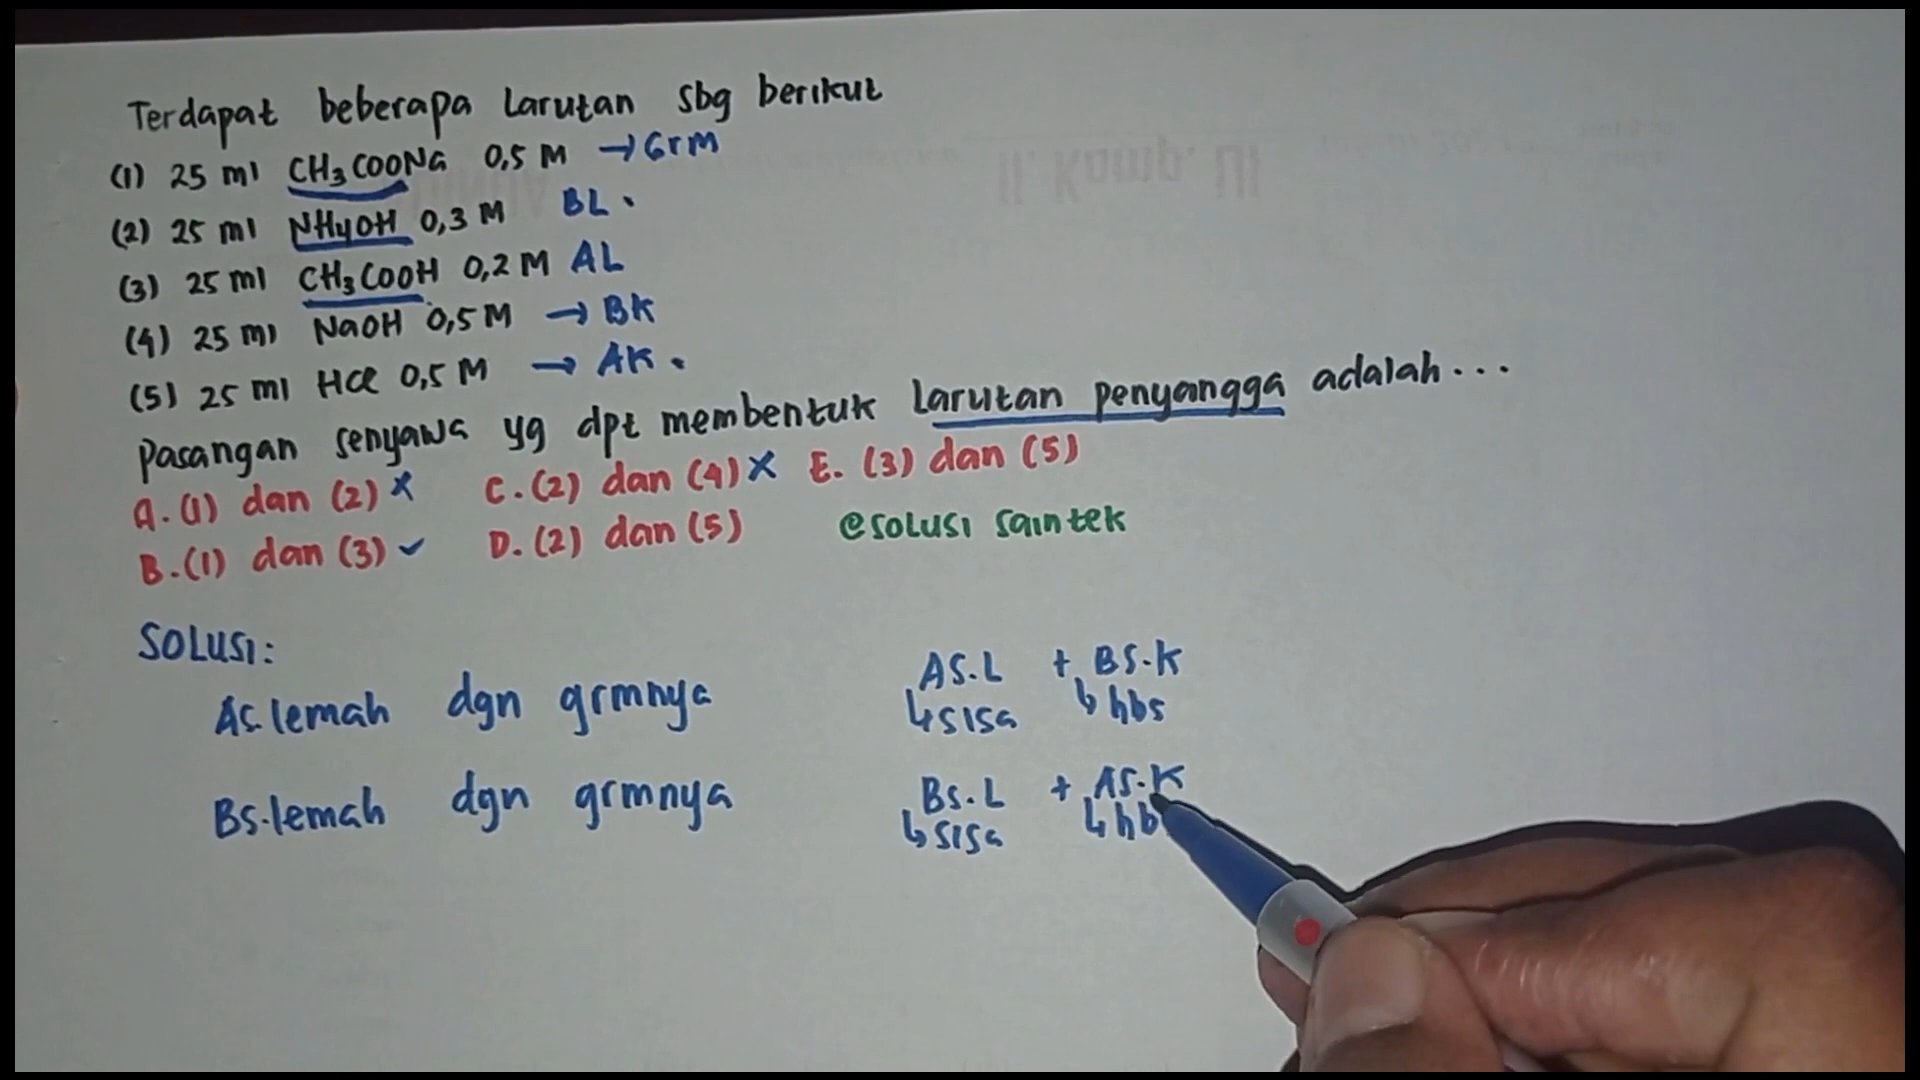 Terdapat beberapa Larutan sbg berikut
(1) 25 ml CH₃COONa 0,5 M → Grm
(2) 25 ml NH4OH 0,3 M BL .
(3) 25 ml CH₃COOH 0,2 M AL
(4) 25 ml NaOH 0,5 M → BK
(5) 25 ml HCl 0,5 M → AK .
Pasangan senyawa yg dpt membentuk Larutan penyangga adalah...
A. (1) dan (2) x C. (2) dan (4) x E. (3) dan (5)
B. (1) dan (3) ✓ D. (2) dan (5) @solusi saintek
SOLUSI:
As.lemah dgn grmnya AS.L + BS.K
↳ sisa ↳ hbs
Bs.lemah dgn grmnya Bs.L + AS.K
↳ sisa ↳ hb